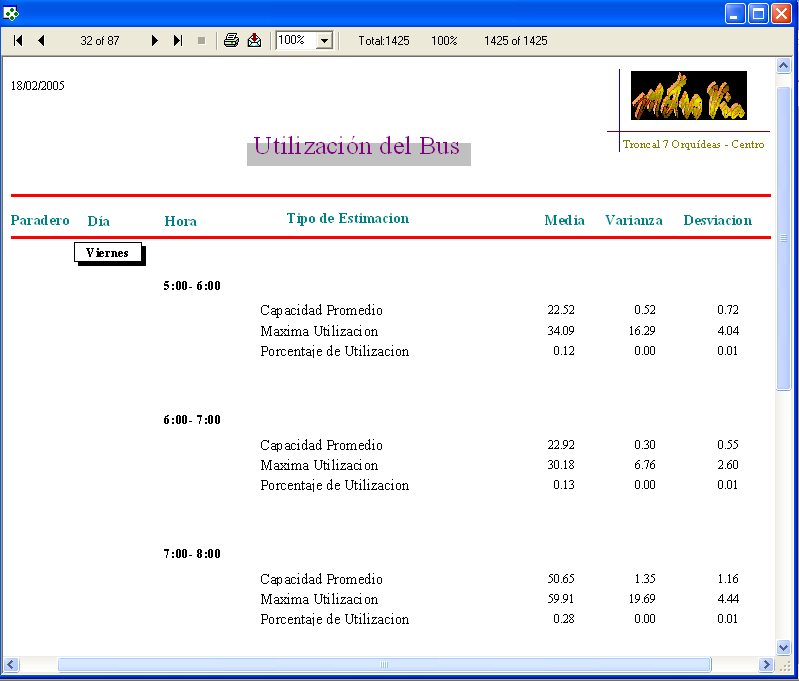 32 of 87 100% Total:1425 100% 1425 of 1425
18/02/2005
Troncal 7 Orquídeas - Centro
Utilización del Bus
Paradero Día Hora Tipo de Estimacion Media Varianza Desviacion
Viernes
5:00- 6:00
Capacidad Promedio 22.52 0.52 0.72
Maxima Utilizacion 34.09 16.29 4.04
Porcentaje de Utilizacion 0.12 0.00 0.01
6:00- 7:00
Capacidad Promedio 22.92 0.30 0.55
Maxima Utilizacion 30.18 6.76 2.60
Porcentaje de Utilizacion 0.13 0.00 0.01
7:00- 8:00
Capacidad Promedio 50.65 1.35 1.16
Maxima Utilizacion 59.91 19.69 4.44
Porcentaje de Utilizacion 0.28 0.00 0.01